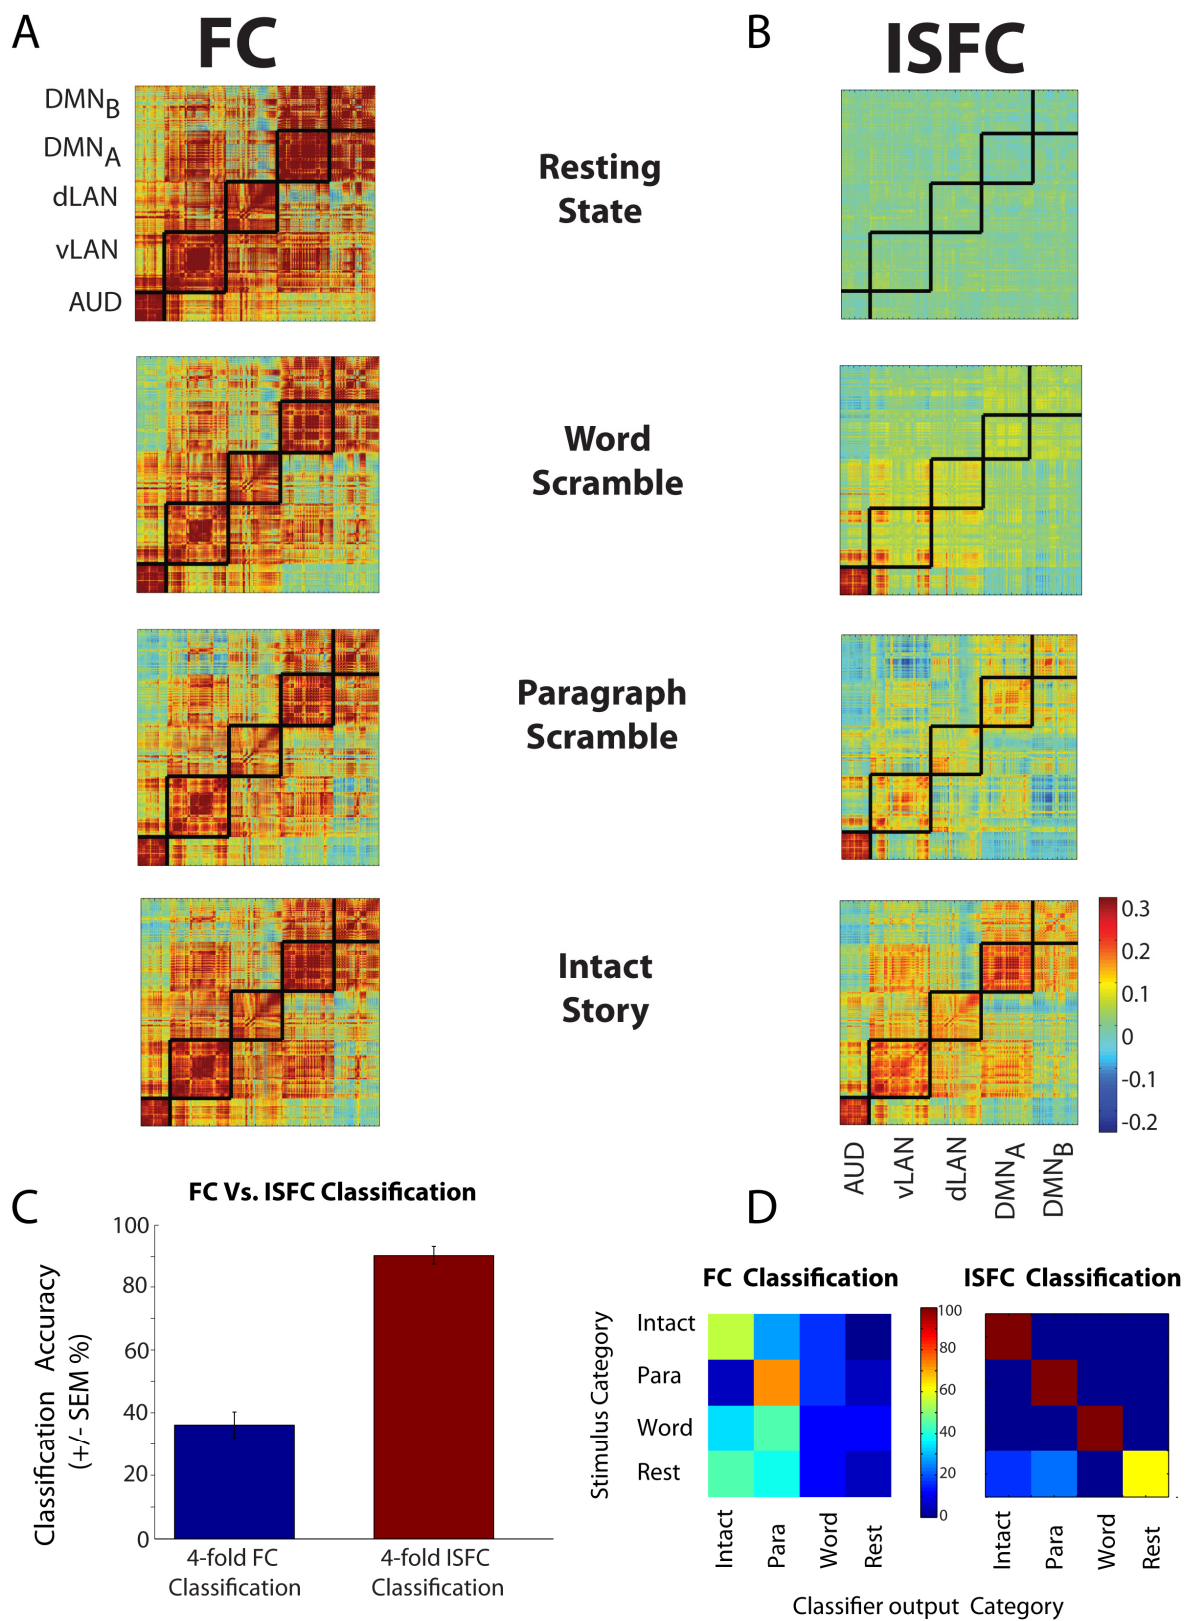 A
FC
B
ISFC
DMNB
DMNA
dLAN
vLAN
AUD
Resting
State
Word
Scramble
Paragraph
Scramble
Intact
Story
0.3
0.2
0.1
0
-0.1
-0.2
AUD
vLAN
dLAN
DMNA
DMNB
C
FC Vs. ISFC Classification
Classification Accuracy
(+/- SEM %)
100
80
60
40
20
0
4-fold FC
Classification
4-fold ISFC
Classification
D
FC Classification
ISFC Classification
Stimulus Category
Intact
Para
Word
Rest
100
80
60
40
20
0
Intact
Para
Word
Rest
Intact
Para
Word
Rest
Classifier output Category